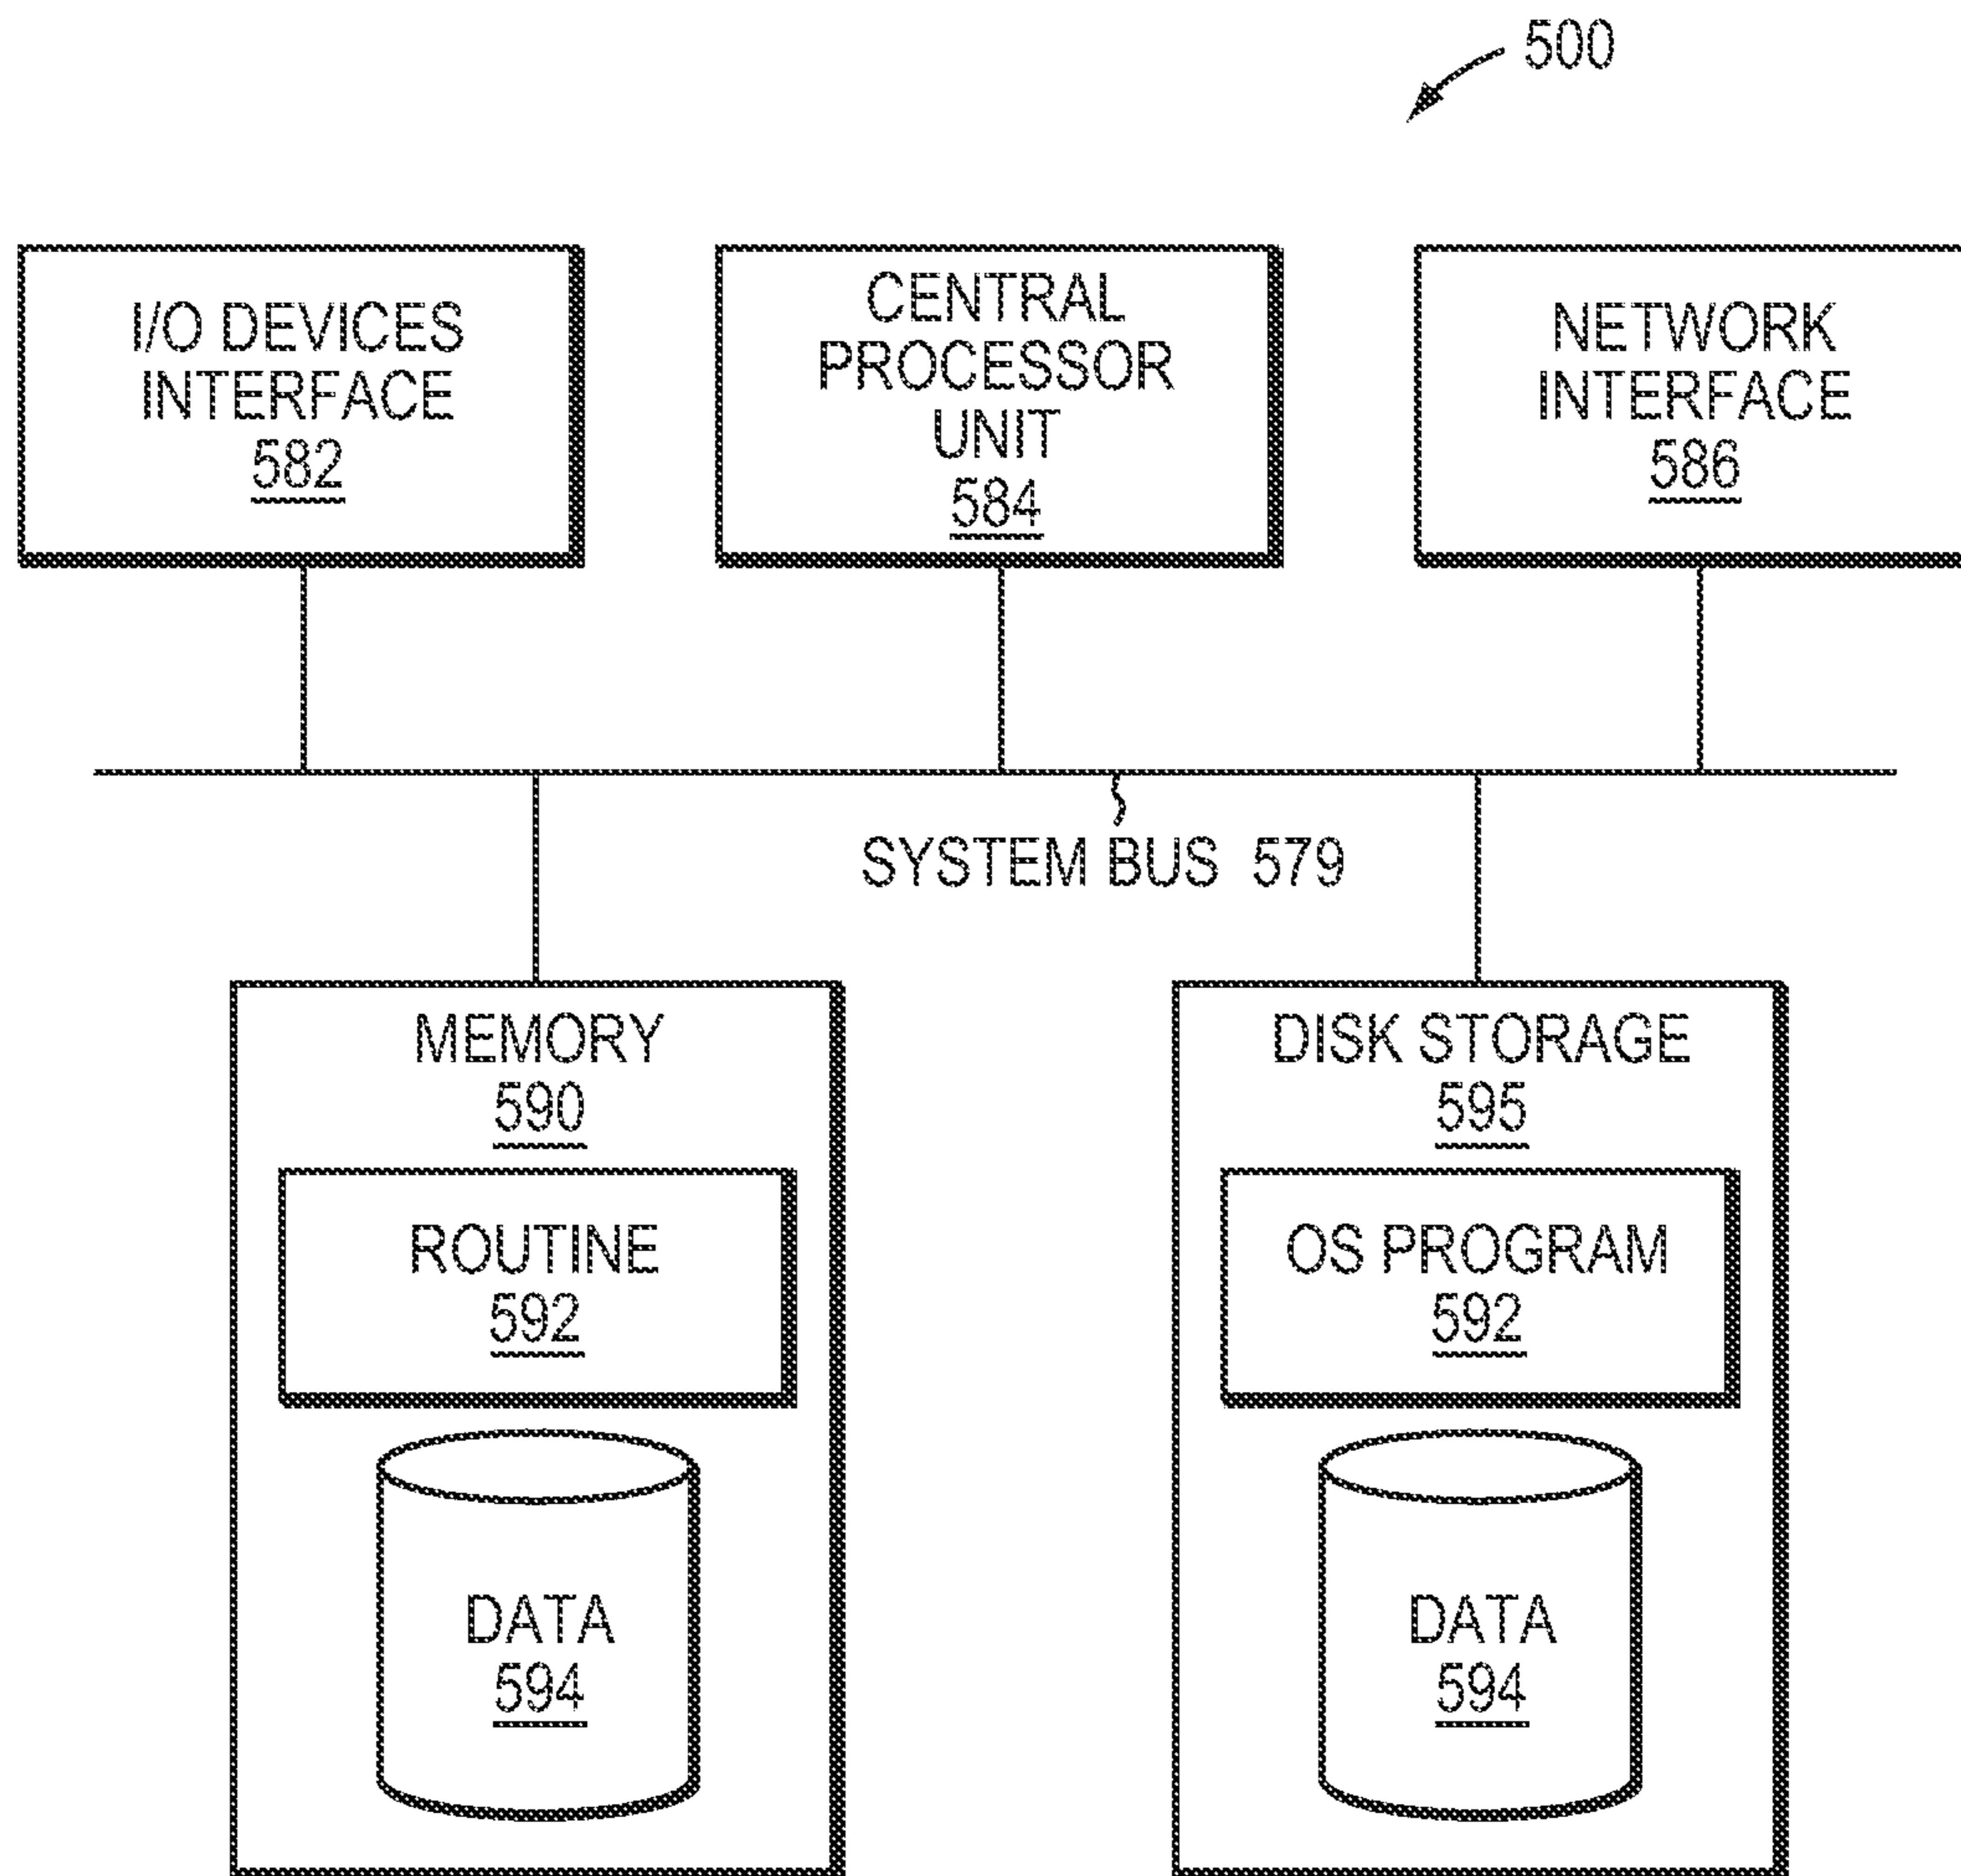 500
I/O DEVICES
INTERFACE
582
CENTRAL
PROCESSOR
UNIT
584
NETWORK
INTERFACE
586
SYSTEM BUS 579
MEMORY
590
ROUTINE
592
DATA
594
DISK STORAGE
595
OS PROGRAM
592
DATA
594